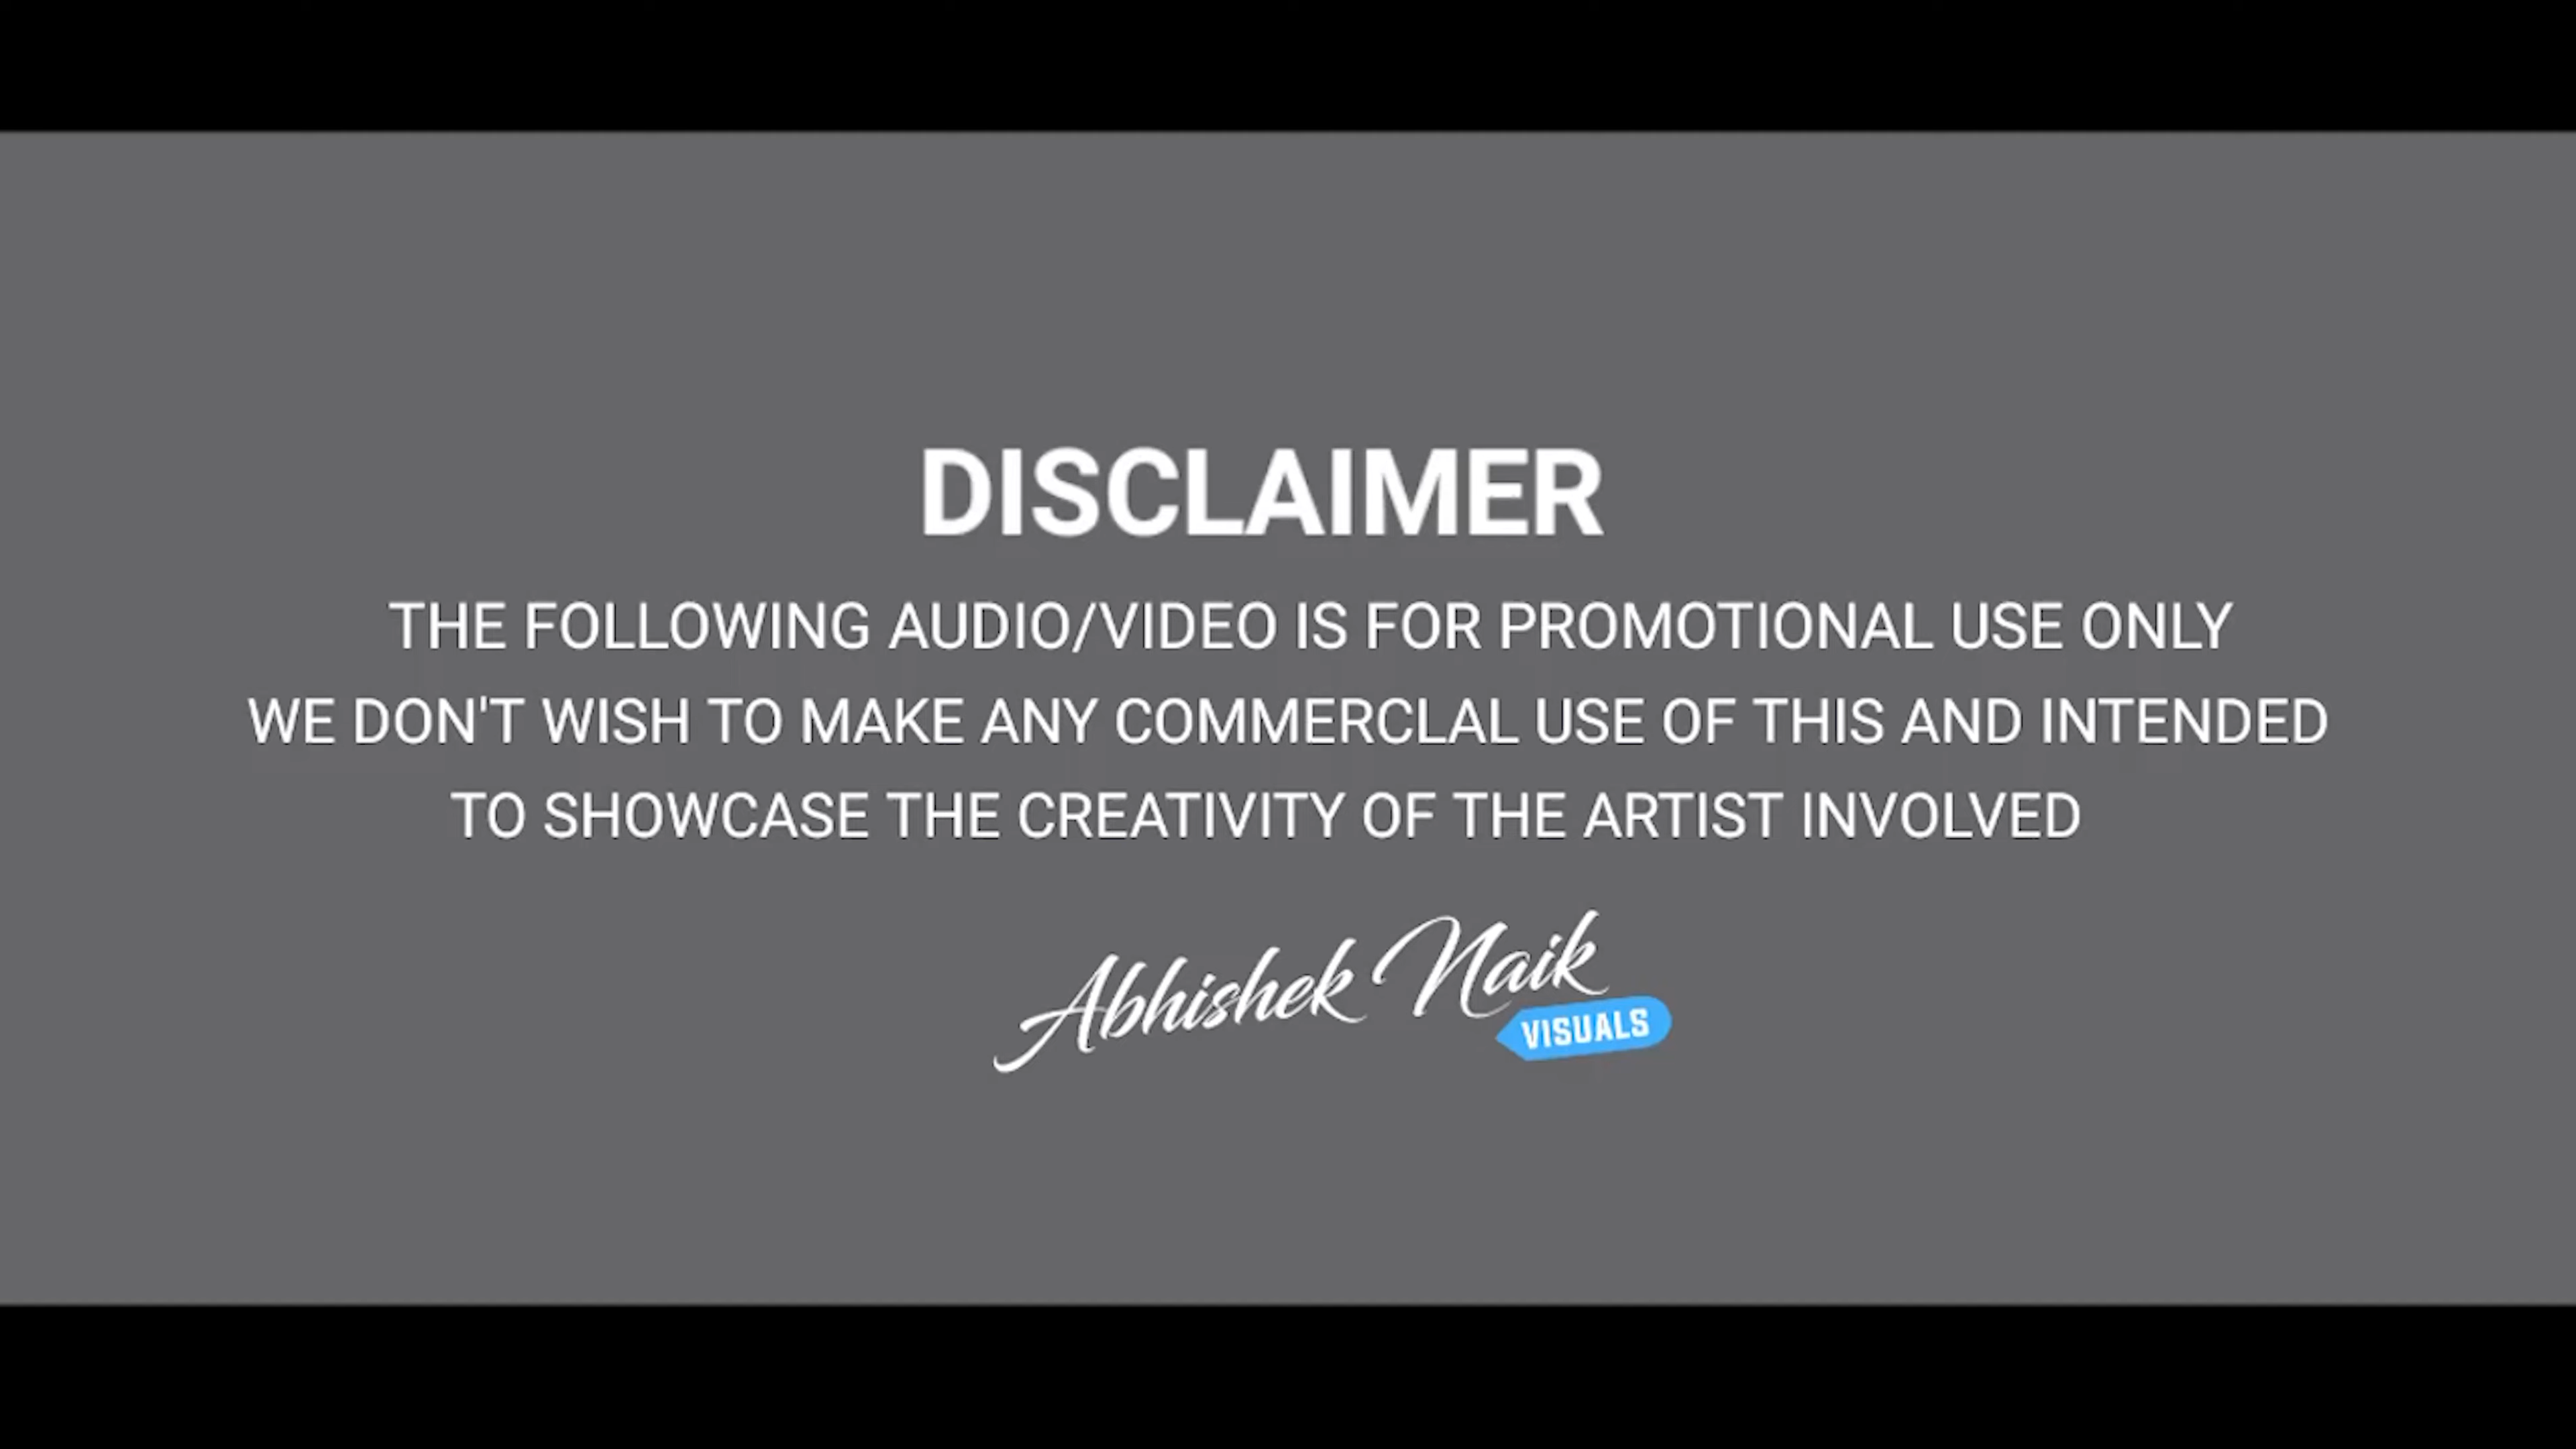 DISCLAIMER
THE FOLLOWING AUDIO/VIDEO IS FOR PROMOTIONAL USE ONLY
WE DON'T WISH TO MAKE ANY COMMERCLAL USE OF THIS AND INTENDED
TO SHOWCASE THE CREATIVITY OF THE ARTIST INVOLVED
Abhishek Naik
VISUALS